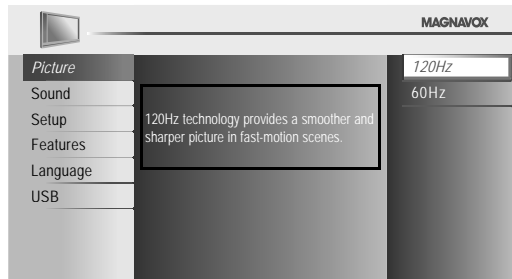 MAGNAVOX
Picture
Sound
Setup
Features
Language
USB
120Hz technology provides a smoother and
sharper picture in fast-motion scenes.
120Hz
60Hz